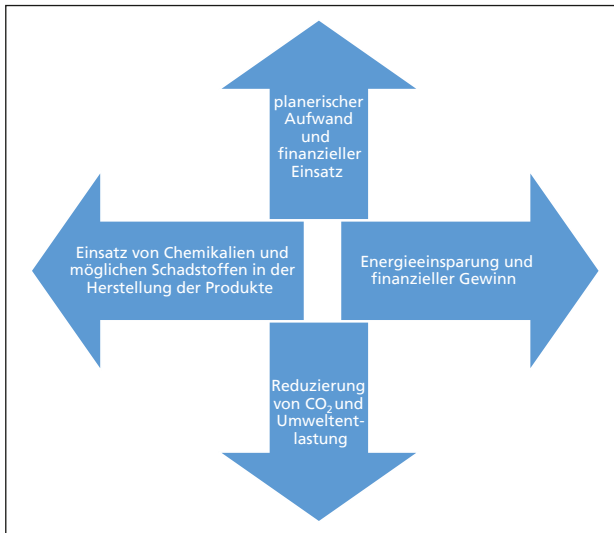 planerischer
Aufwand
und
finanzieller
Einsatz
Einsatz von Chemikalien und
möglichen Schadstoffen in der
Herstellung der Produkte
Energieeinsparung und
finanzieller Gewinn
Reduzierung
von CO₂ und
Umweltent-
lastung